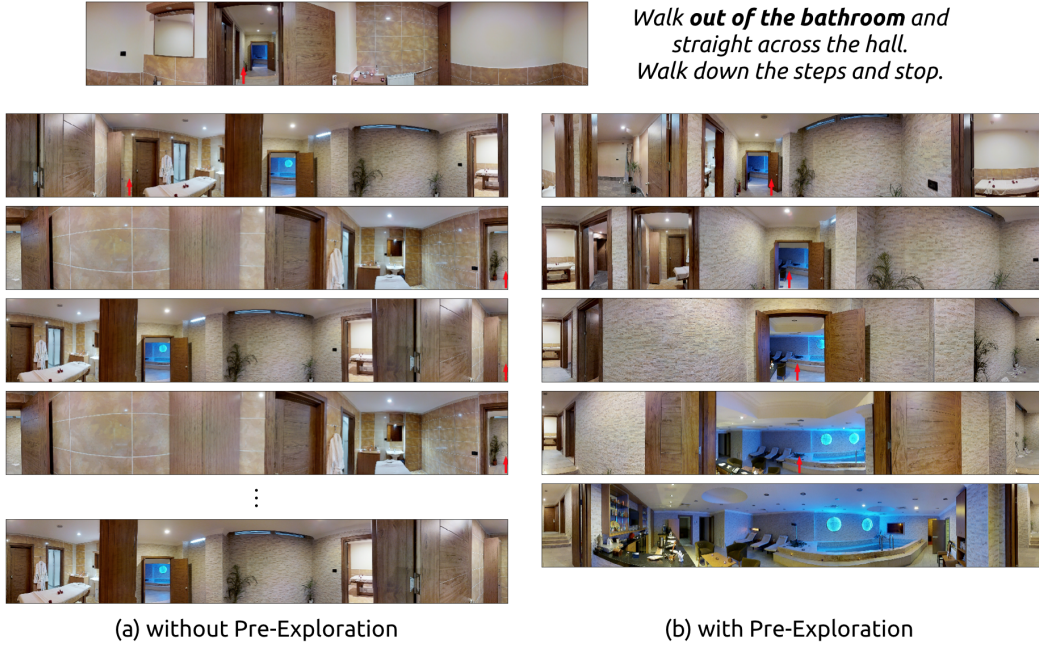 Walk out of the bathroom and
straight across the hall.
Walk down the steps and stop.
(a) without Pre-Exploration
(b) with Pre-Exploration